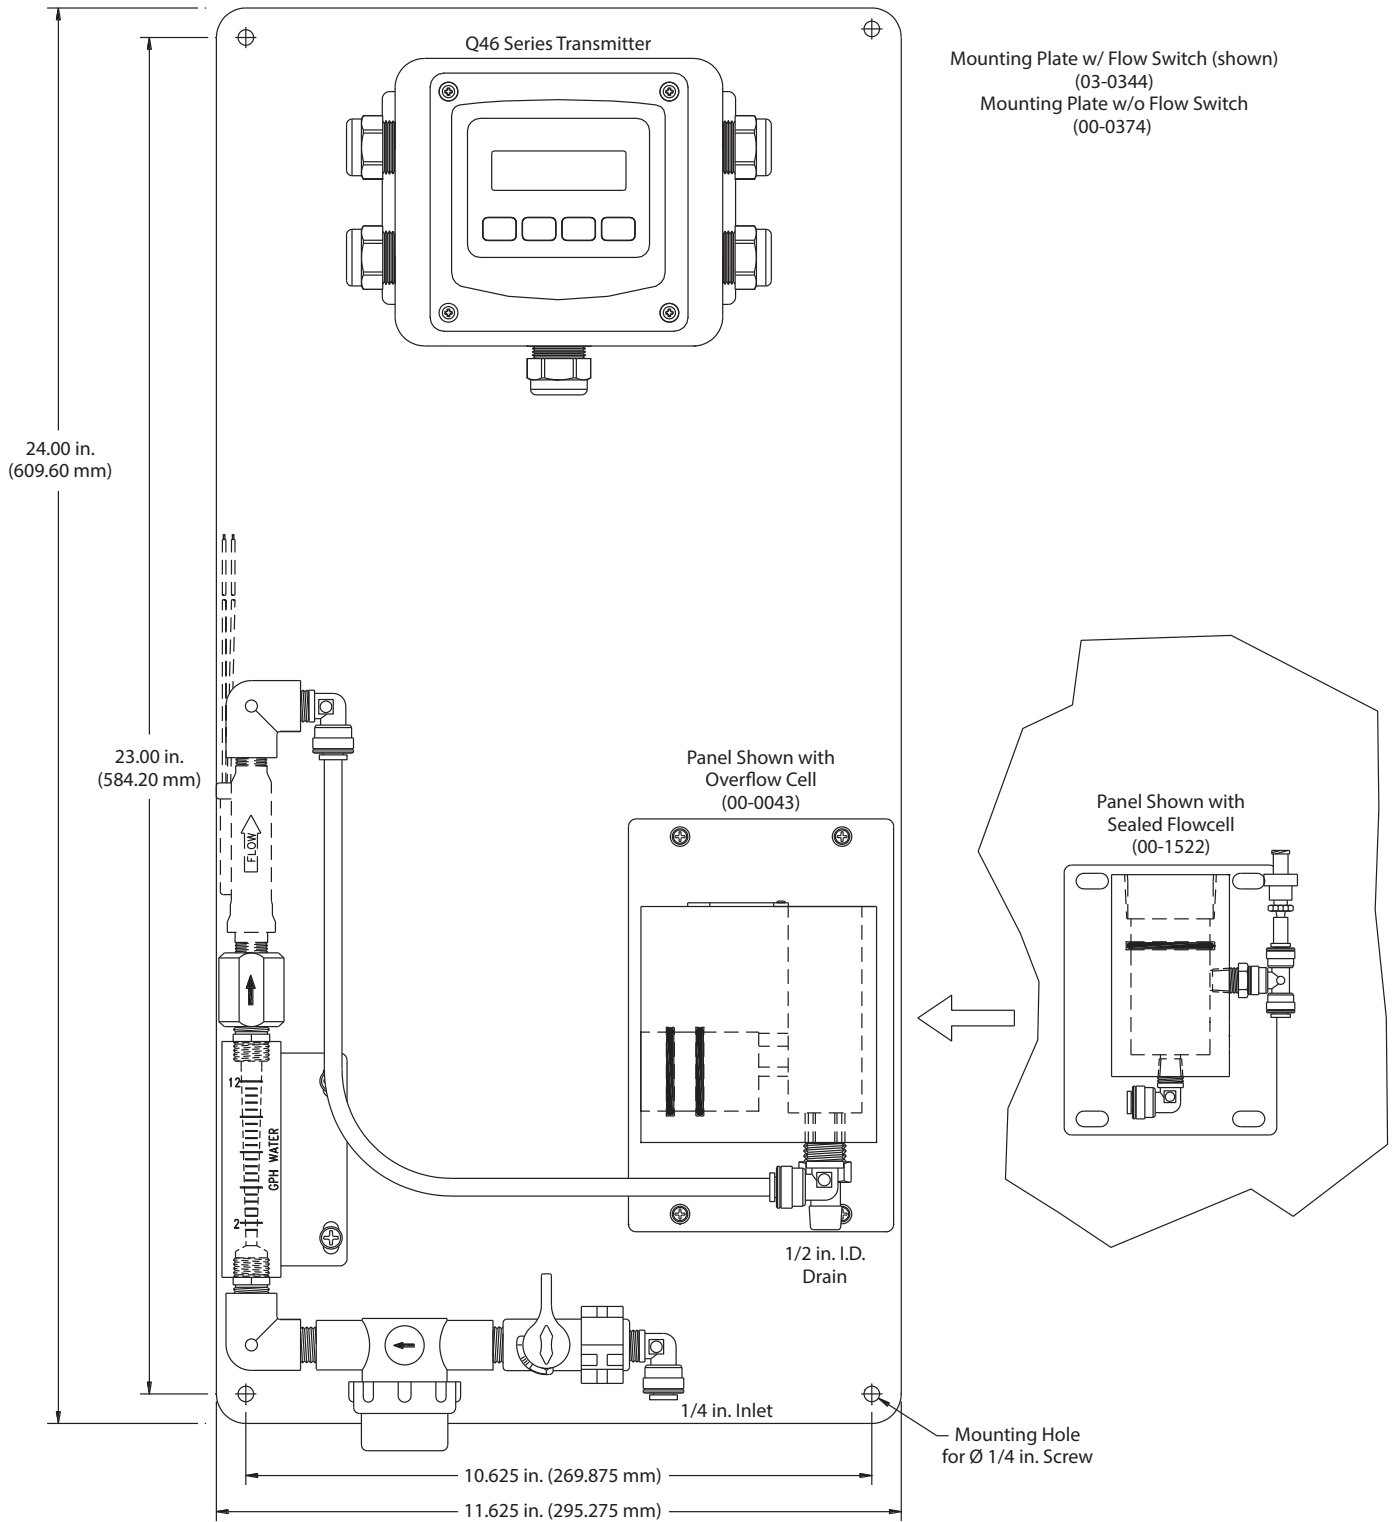 Q46 Series Transmitter
Mounting Plate w/ Flow Switch (shown)
(03-0344)
Mounting Plate w/o Flow Switch
(00-0374)
24.00 in.
(609.60 mm)
23.00 in.
(584.20 mm)
FLOW
Panel Shown with
Overflow Cell
(00-0043)
Panel Shown with
Sealed Flowcell
(00-1522)
12
GPH WATER
2
1/2 in. I.D.
Drain
1/4 in. Inlet
Mounting Hole
for Ø 1/4 in. Screw
10.625 in. (269.875 mm)
11.625 in. (295.275 mm)